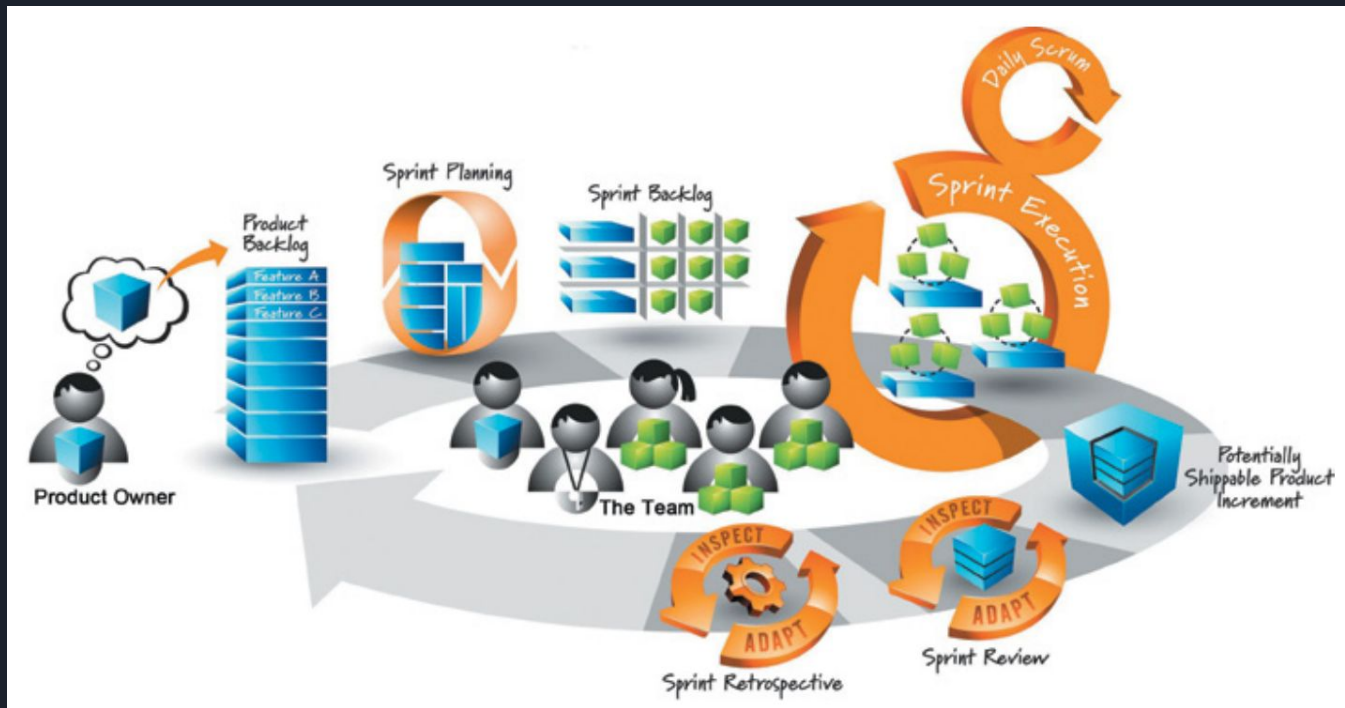 Daily Scrum
Sprint Planning
Sprint Backlog
Sprint Execution
Product
Backlog
Feature A
Feature B
Feature C
Product Owner
The Team
Potentially
Shippable Product
Increment
INSPECT
ADAPT
Sprint Review
INSPECT
ADAPT
Sprint Retrospective